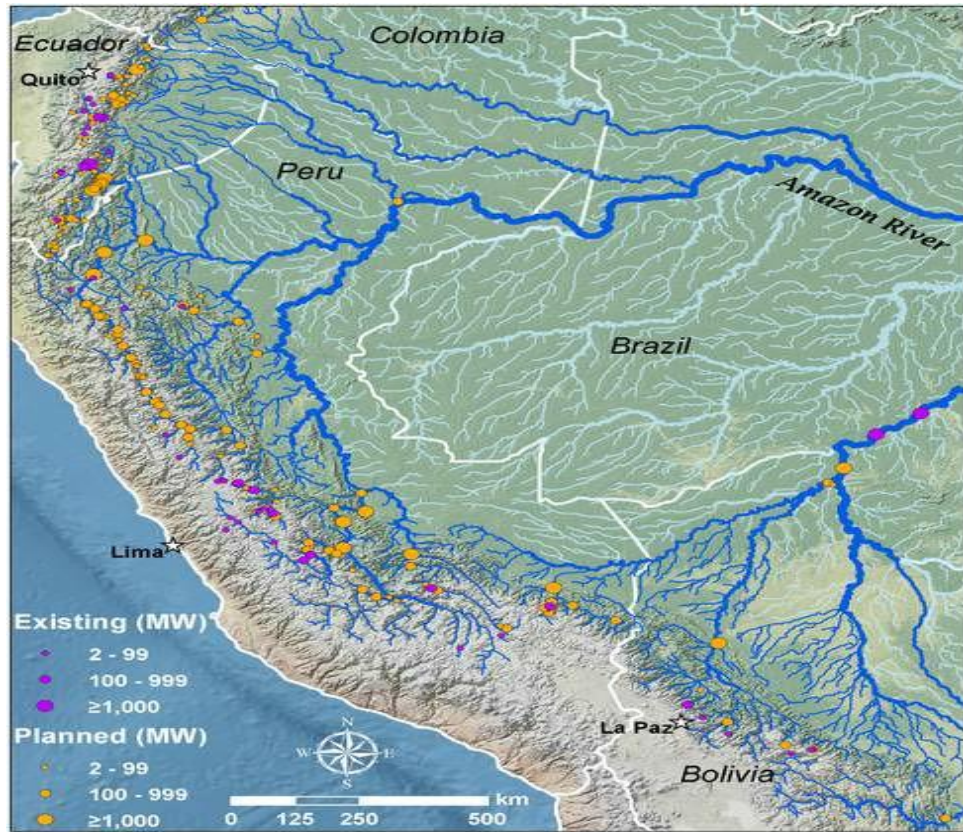 Ecuador
Colombia
Quito
Peru
Amazon River
Brazil
Lima
Existing (MW)
2 - 99
100 - 999
≥1,000
Planned (MW)
2 - 99
100 - 999
≥1,000
N
W E
S
km
0 125 250 500
La Paz
Bolivia